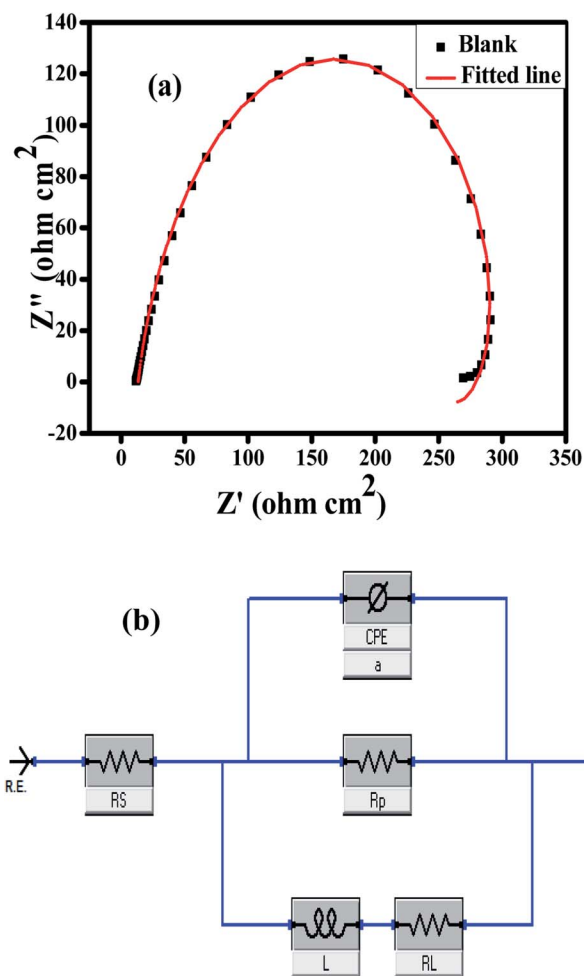 140
120
100
80
60
40
20
0
-20
Z'' (ohm cm²)
(a)
Blank
Fitted line
0 50 100 150 200 250 300 350
Z' (ohm cm²)
(b)
CPE
a
R.E.
RS
Rp
L
RL